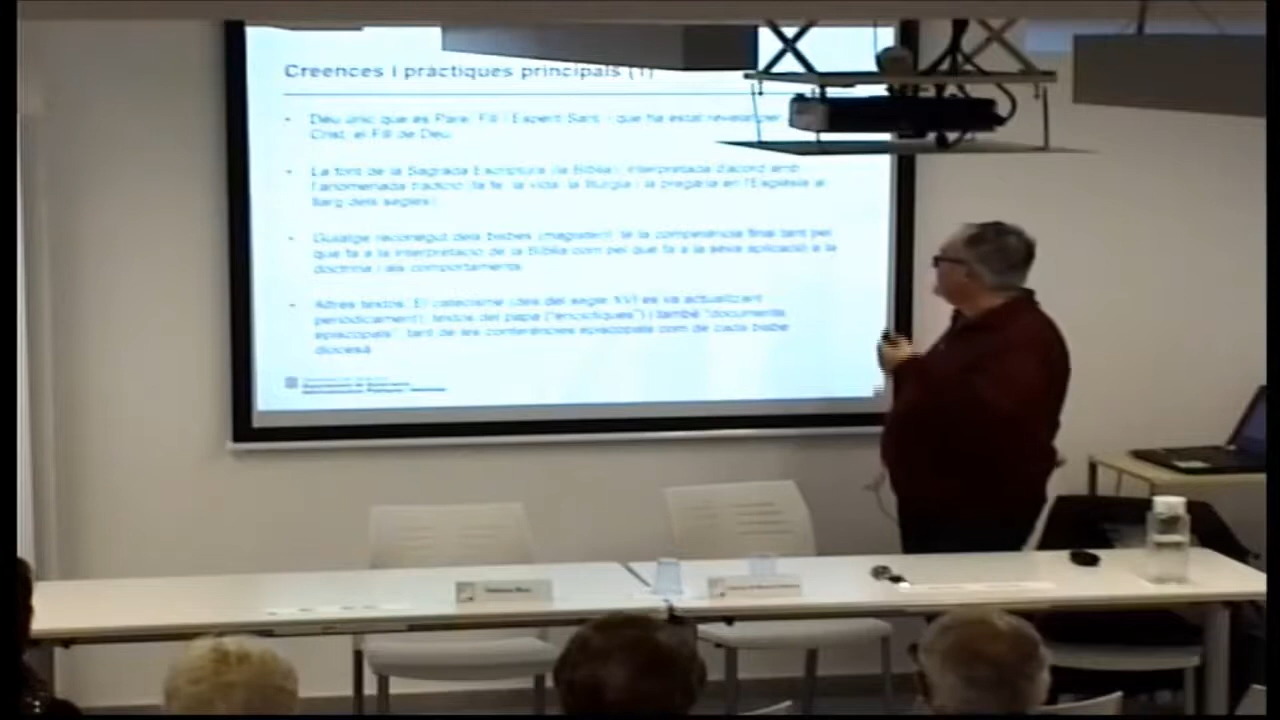 Creences i pràctiques principals (1)
• Déu únic que és Pare, Fill i Esperit Sant, i que ha estat revelat per
Crist, el Fill de Déu.
• La font de la Sagrada Escriptura (la Bíblia), interpretada d'acord amb
l'anomenada tradició (la fe, la vida, la litúrgia i la pregària en l'Església al
llarg dels segles).
• Guiatge reconegut dels bisbes (magisteri): té la competència final tant pel
que fa a la interpretació de la Bíblia com pel que fa a la seva aplicació a la
doctrina i als comportaments.
• Altres textos: El catecisme (des del segle XVI es va actualitzant
periòdicament), textos del papa ("encícliques") i també "documents
episcopals", tant de les conferències episcopals com de cada bisbe
diocesà.